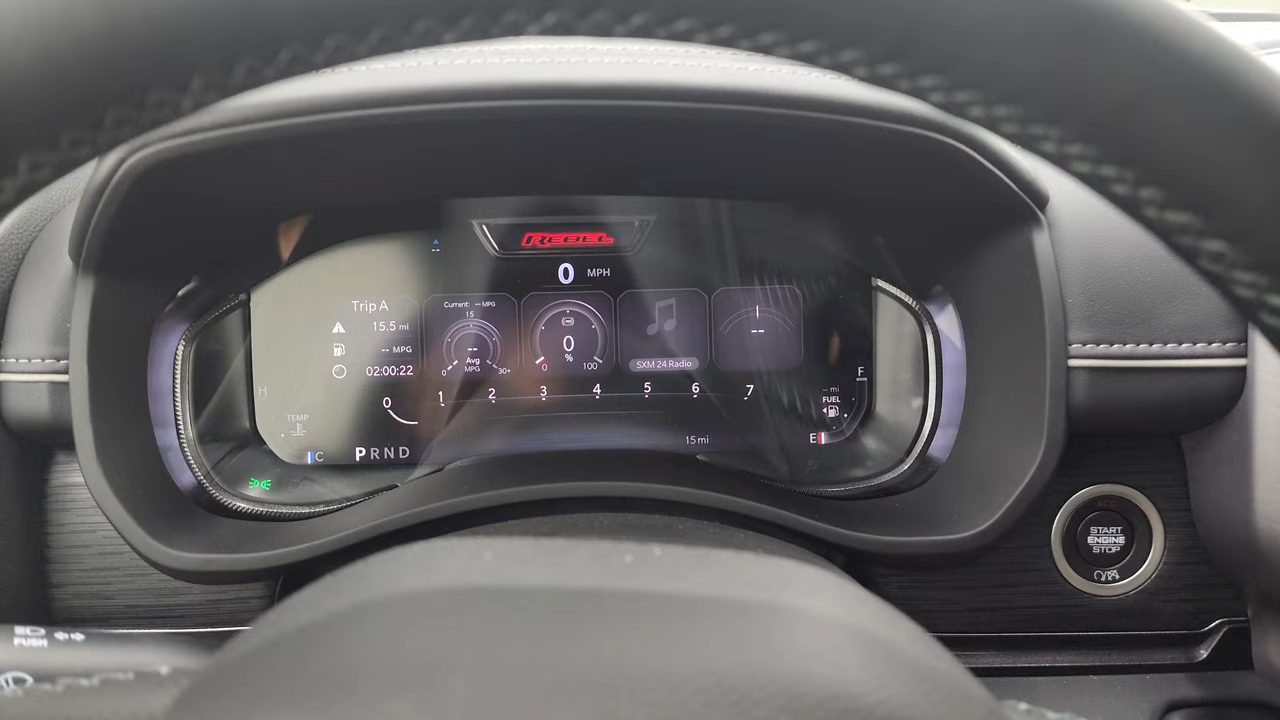 REBEL
--
0 MPH
Trip A
15.5 mi
-- MPG
02:00:22
Current: -- MPG
15
--
Avg
MPG
0 30+
0
%
0 100
SXM 24 Radio
--
0 1 2 3 4 5 6 7
H
TEMP
C
PRND
15 mi
F
-- mi
FUEL
E
START
ENGINE
STOP
PUSH